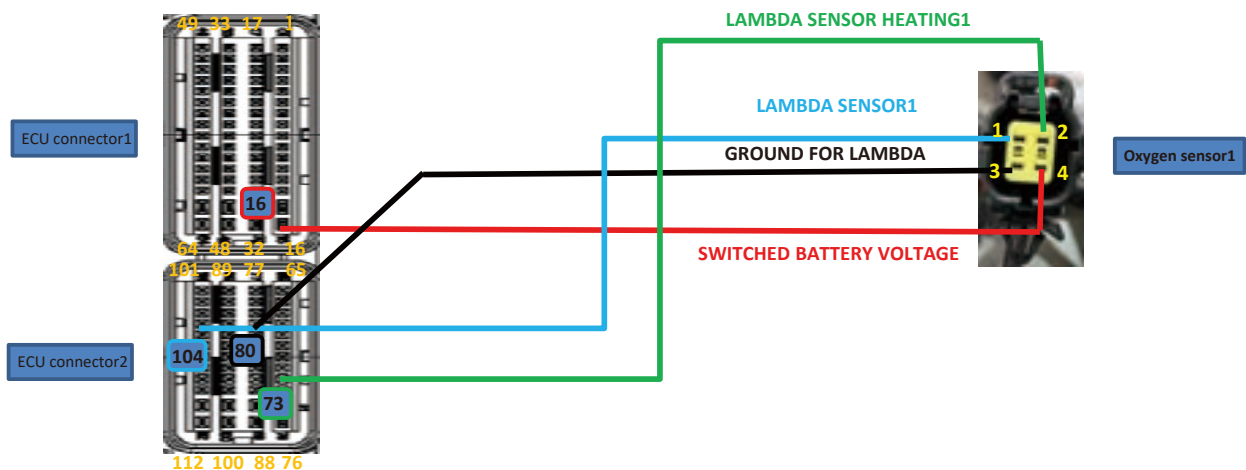 LAMBDA SENSOR HEATING1
49 33 17 1
LAMBDA SENSOR1
1 2
ECU connector1
GROUND FOR LAMBDA
Oxygen sensor1
3 4
16
64 48 32 16
SWITCHED BATTERY VOLTAGE
101 89 77 65
ECU connector2
104
80
73
112 100 88 76